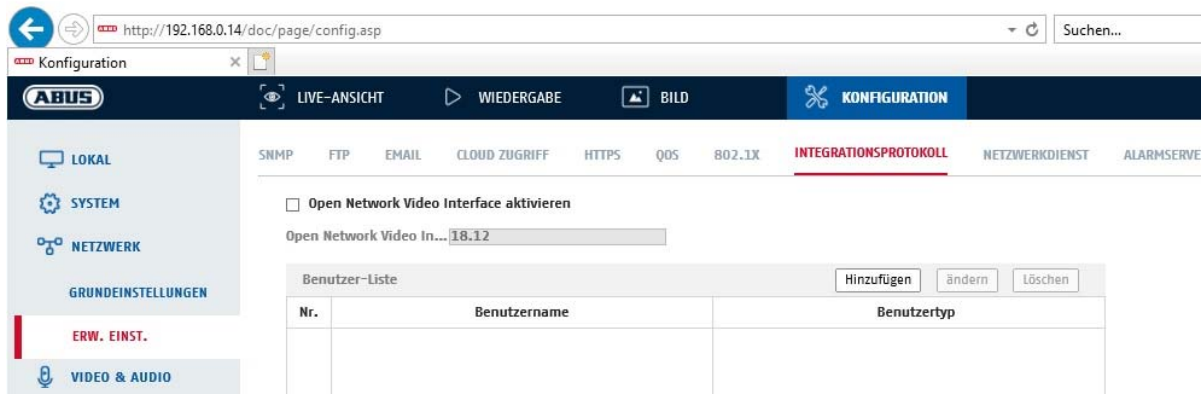 http://192.168.0.14/doc/page/config.asp
Suchen...
Konfiguration
ABUS
LIVE-ANSICHT
WIEDERGABE
BILD
KONFIGURATION
LOKAL
SYSTEM
NETZWERK
GRUNDEINSTELLUNGEN
ERW. EINST.
VIDEO & AUDIO
SNMP FTP EMAIL CLOUD ZUGRIFF HTTPS QOS 802.1X INTEGRATIONSPROTOKOLL NETZWERKDIENST ALARMSERVE
Open Network Video Interface aktivieren
Open Network Video In... 18.12
Benutzer-Liste Hinzufügen ändern Löschen
Nr. Benutzername Benutzertyp